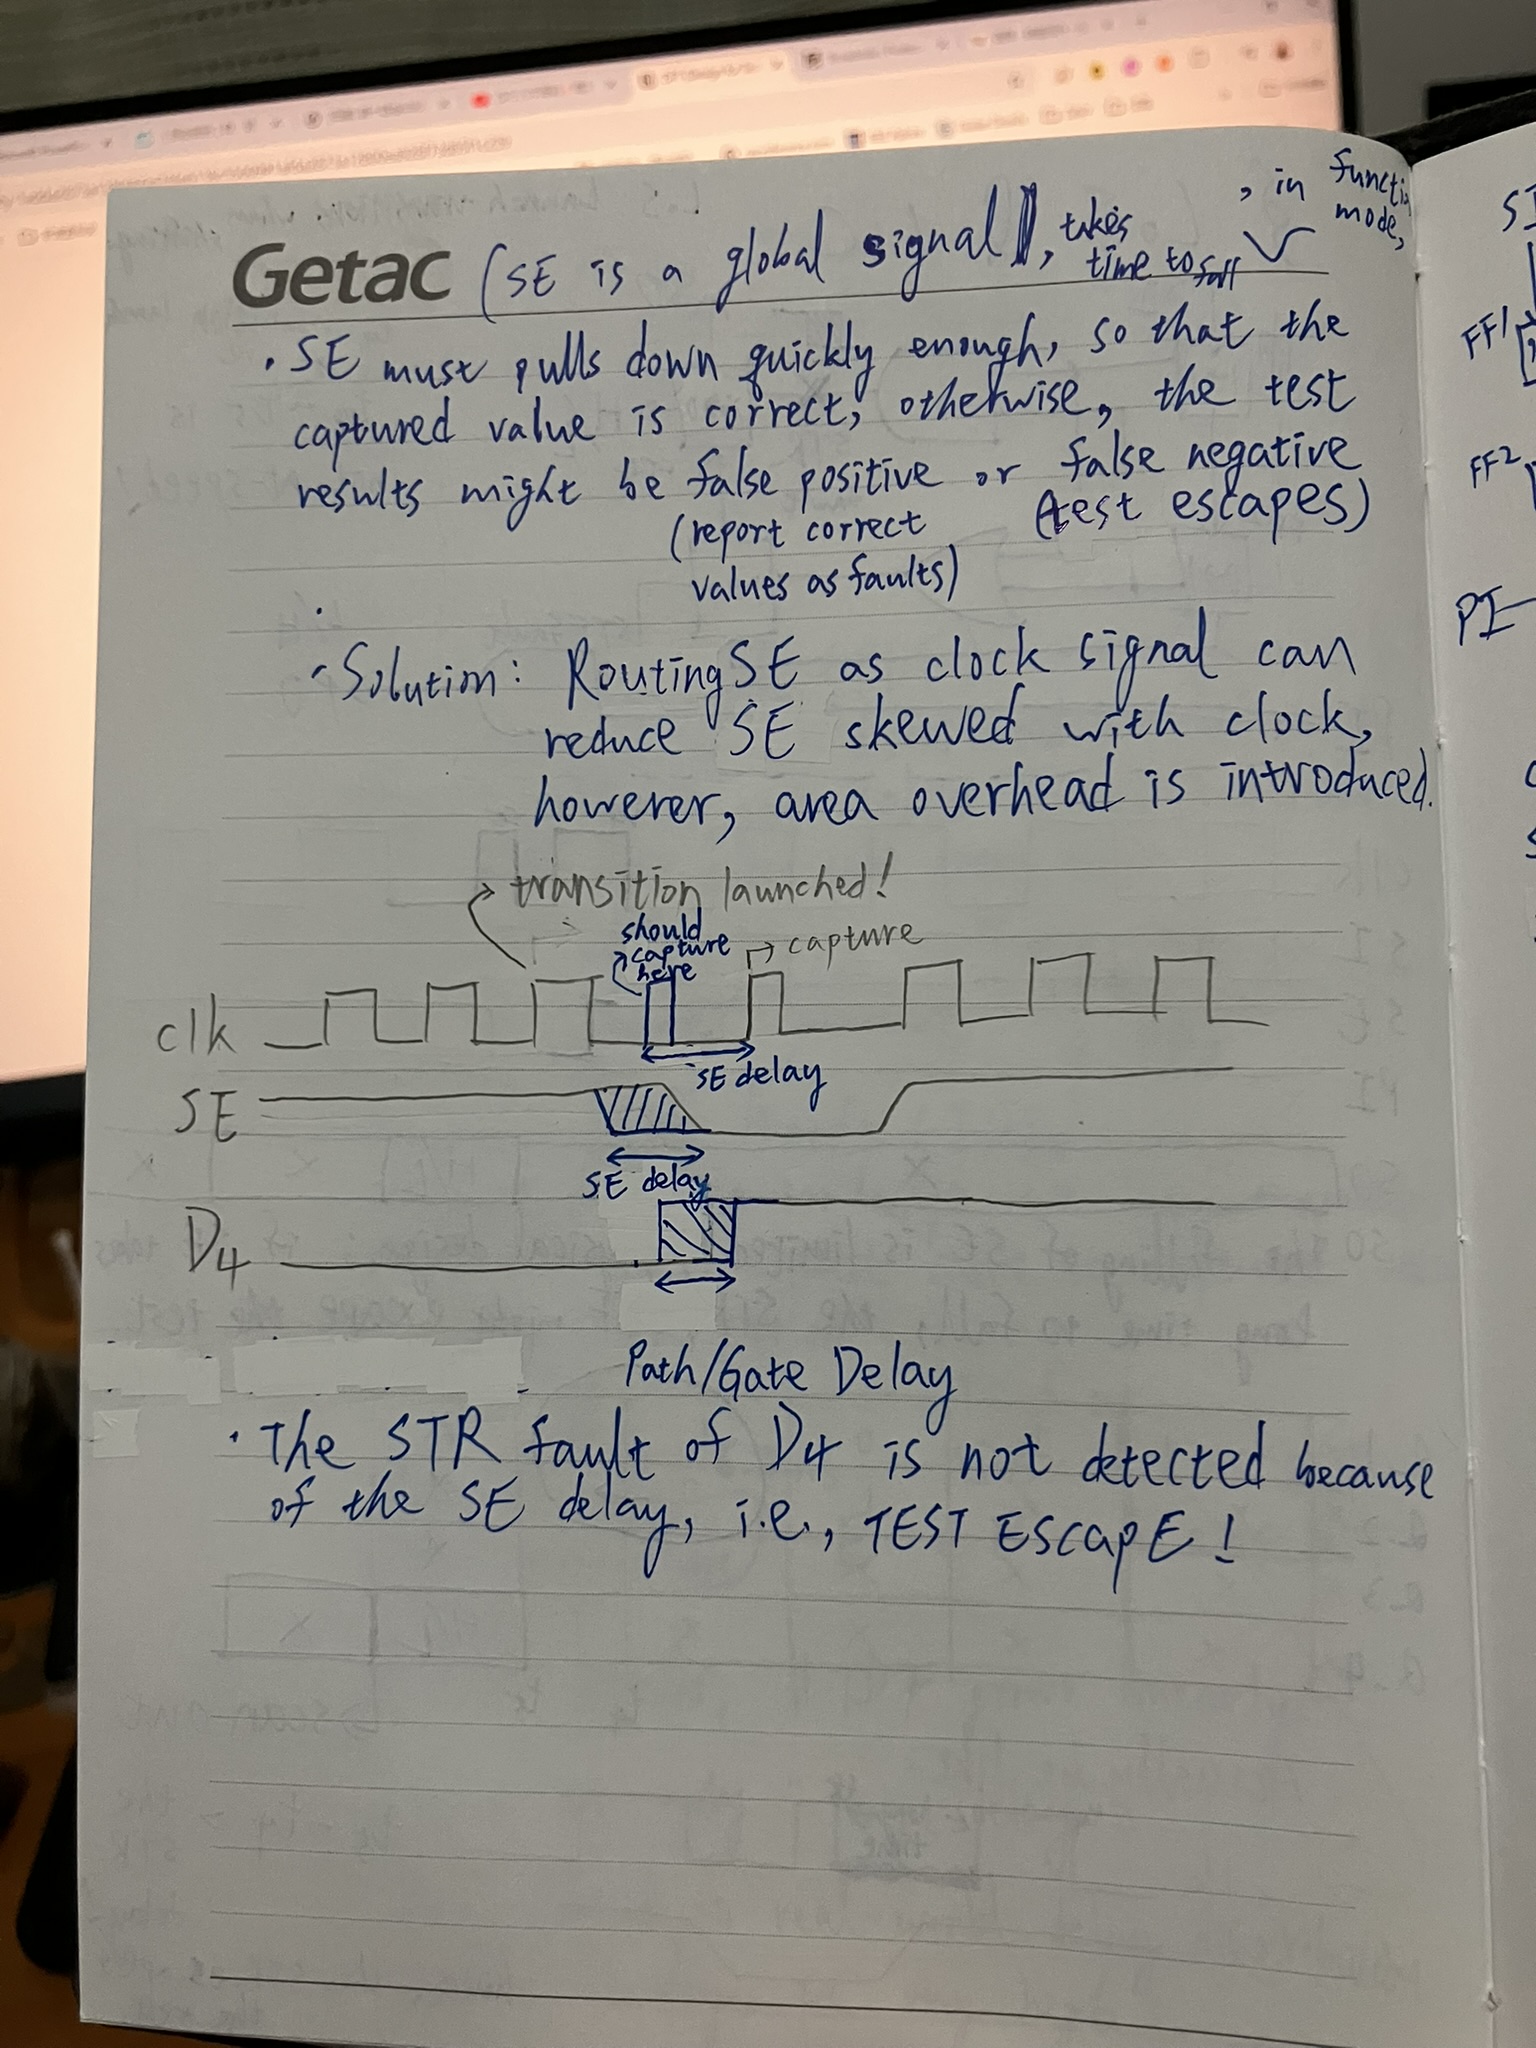 , in functi
mode,
Getac (SE is a global signal), takes
time to fall
• SE must pulls down quickly enough, so that the
captured value is correct, otherwise, the test
results might be false positive or false negative
(report correct (test escapes)
values as faults)
• Solution: Routing SE as clock signal can
reduce SE skewed with clock,
however, area overhead is introduced.
transition launched!
should
capture
here
capture
clk
SE delay
SE
SE delay
D4
Path/Gate Delay
• The STR fault of D4 is not detected because
of the SE delay, i.e., TEST EScapE!
FF1
FF2
PI